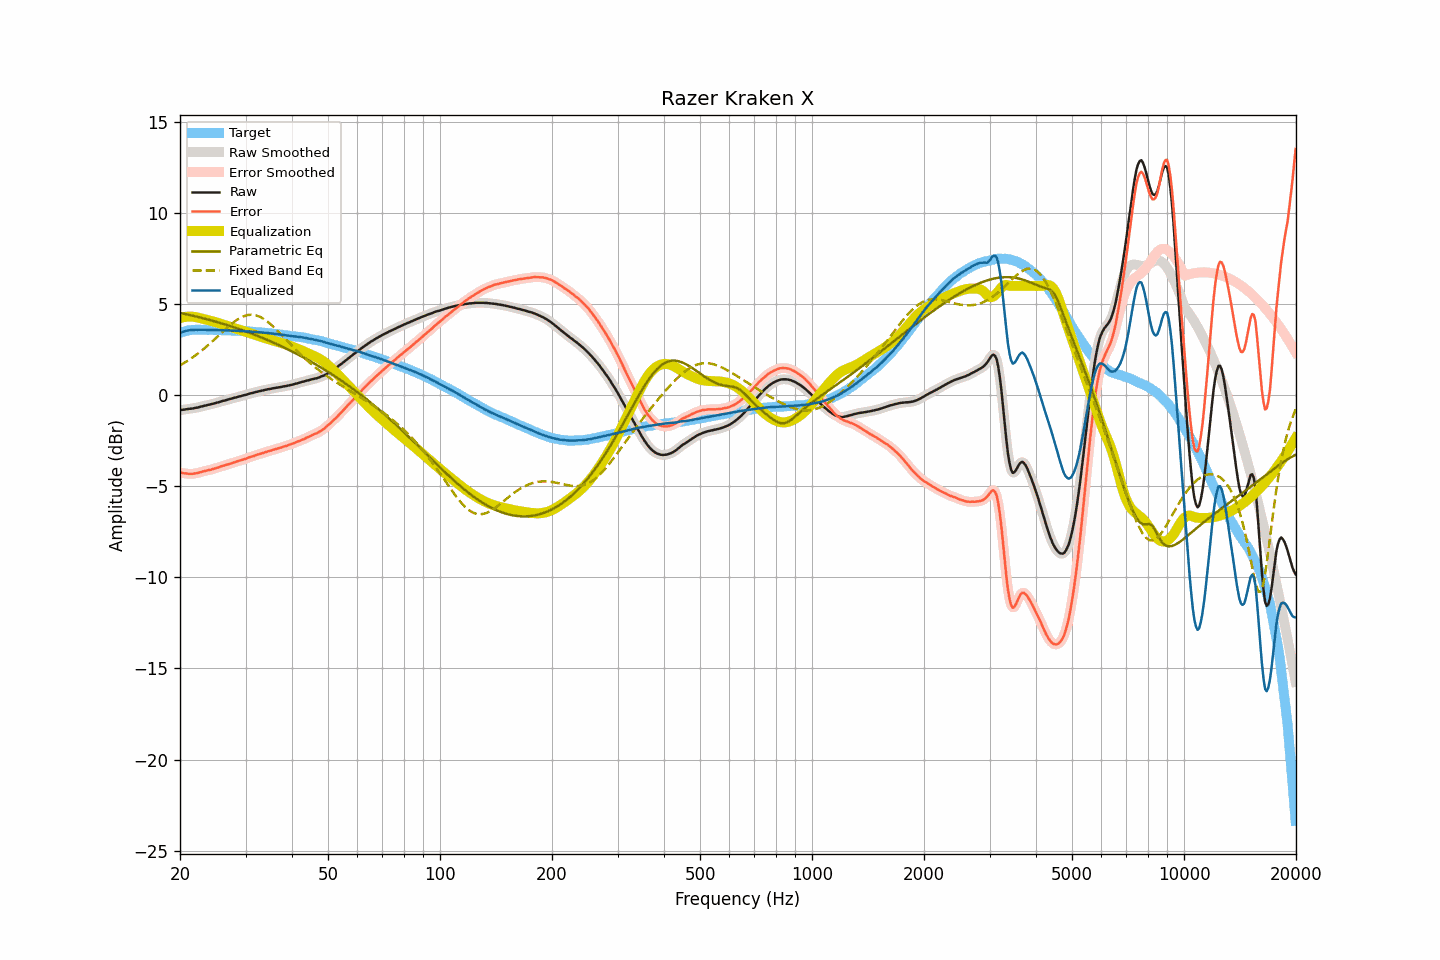 Razer Kraken X
15
10
5
0
−5
−10
−15
−20
−25
Amplitude (dBr)
Target
Raw Smoothed
Error Smoothed
Raw
Error
Equalization
Parametric Eq
Fixed Band Eq
Equalized
20 50 100 200 500 1000 2000 5000 10000 20000
Frequency (Hz)